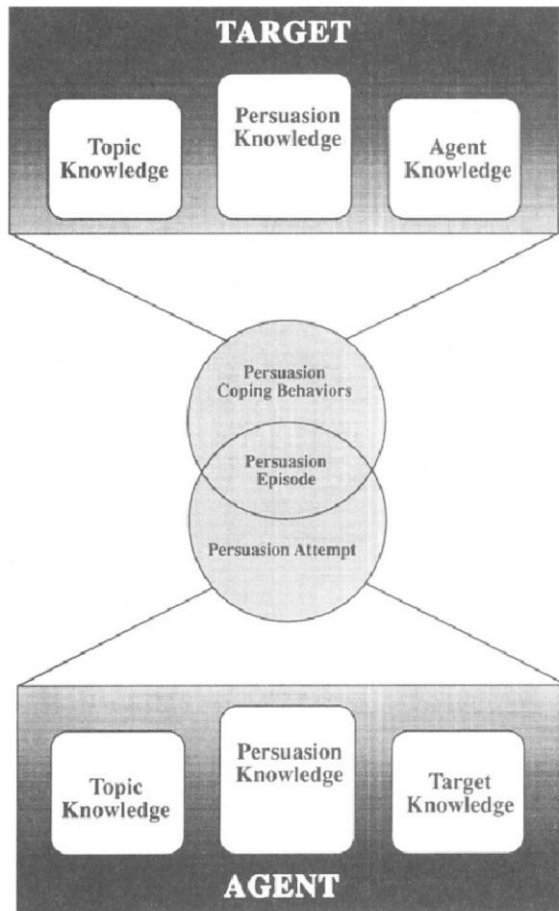 TARGET
Topic
Knowledge
Persuasion
Knowledge
Agent
Knowledge
Persuasion
Coping Behaviors
Persuasion
Episode
Persuasion Attempt
Topic
Knowledge
Persuasion
Knowledge
Target
Knowledge
AGENT